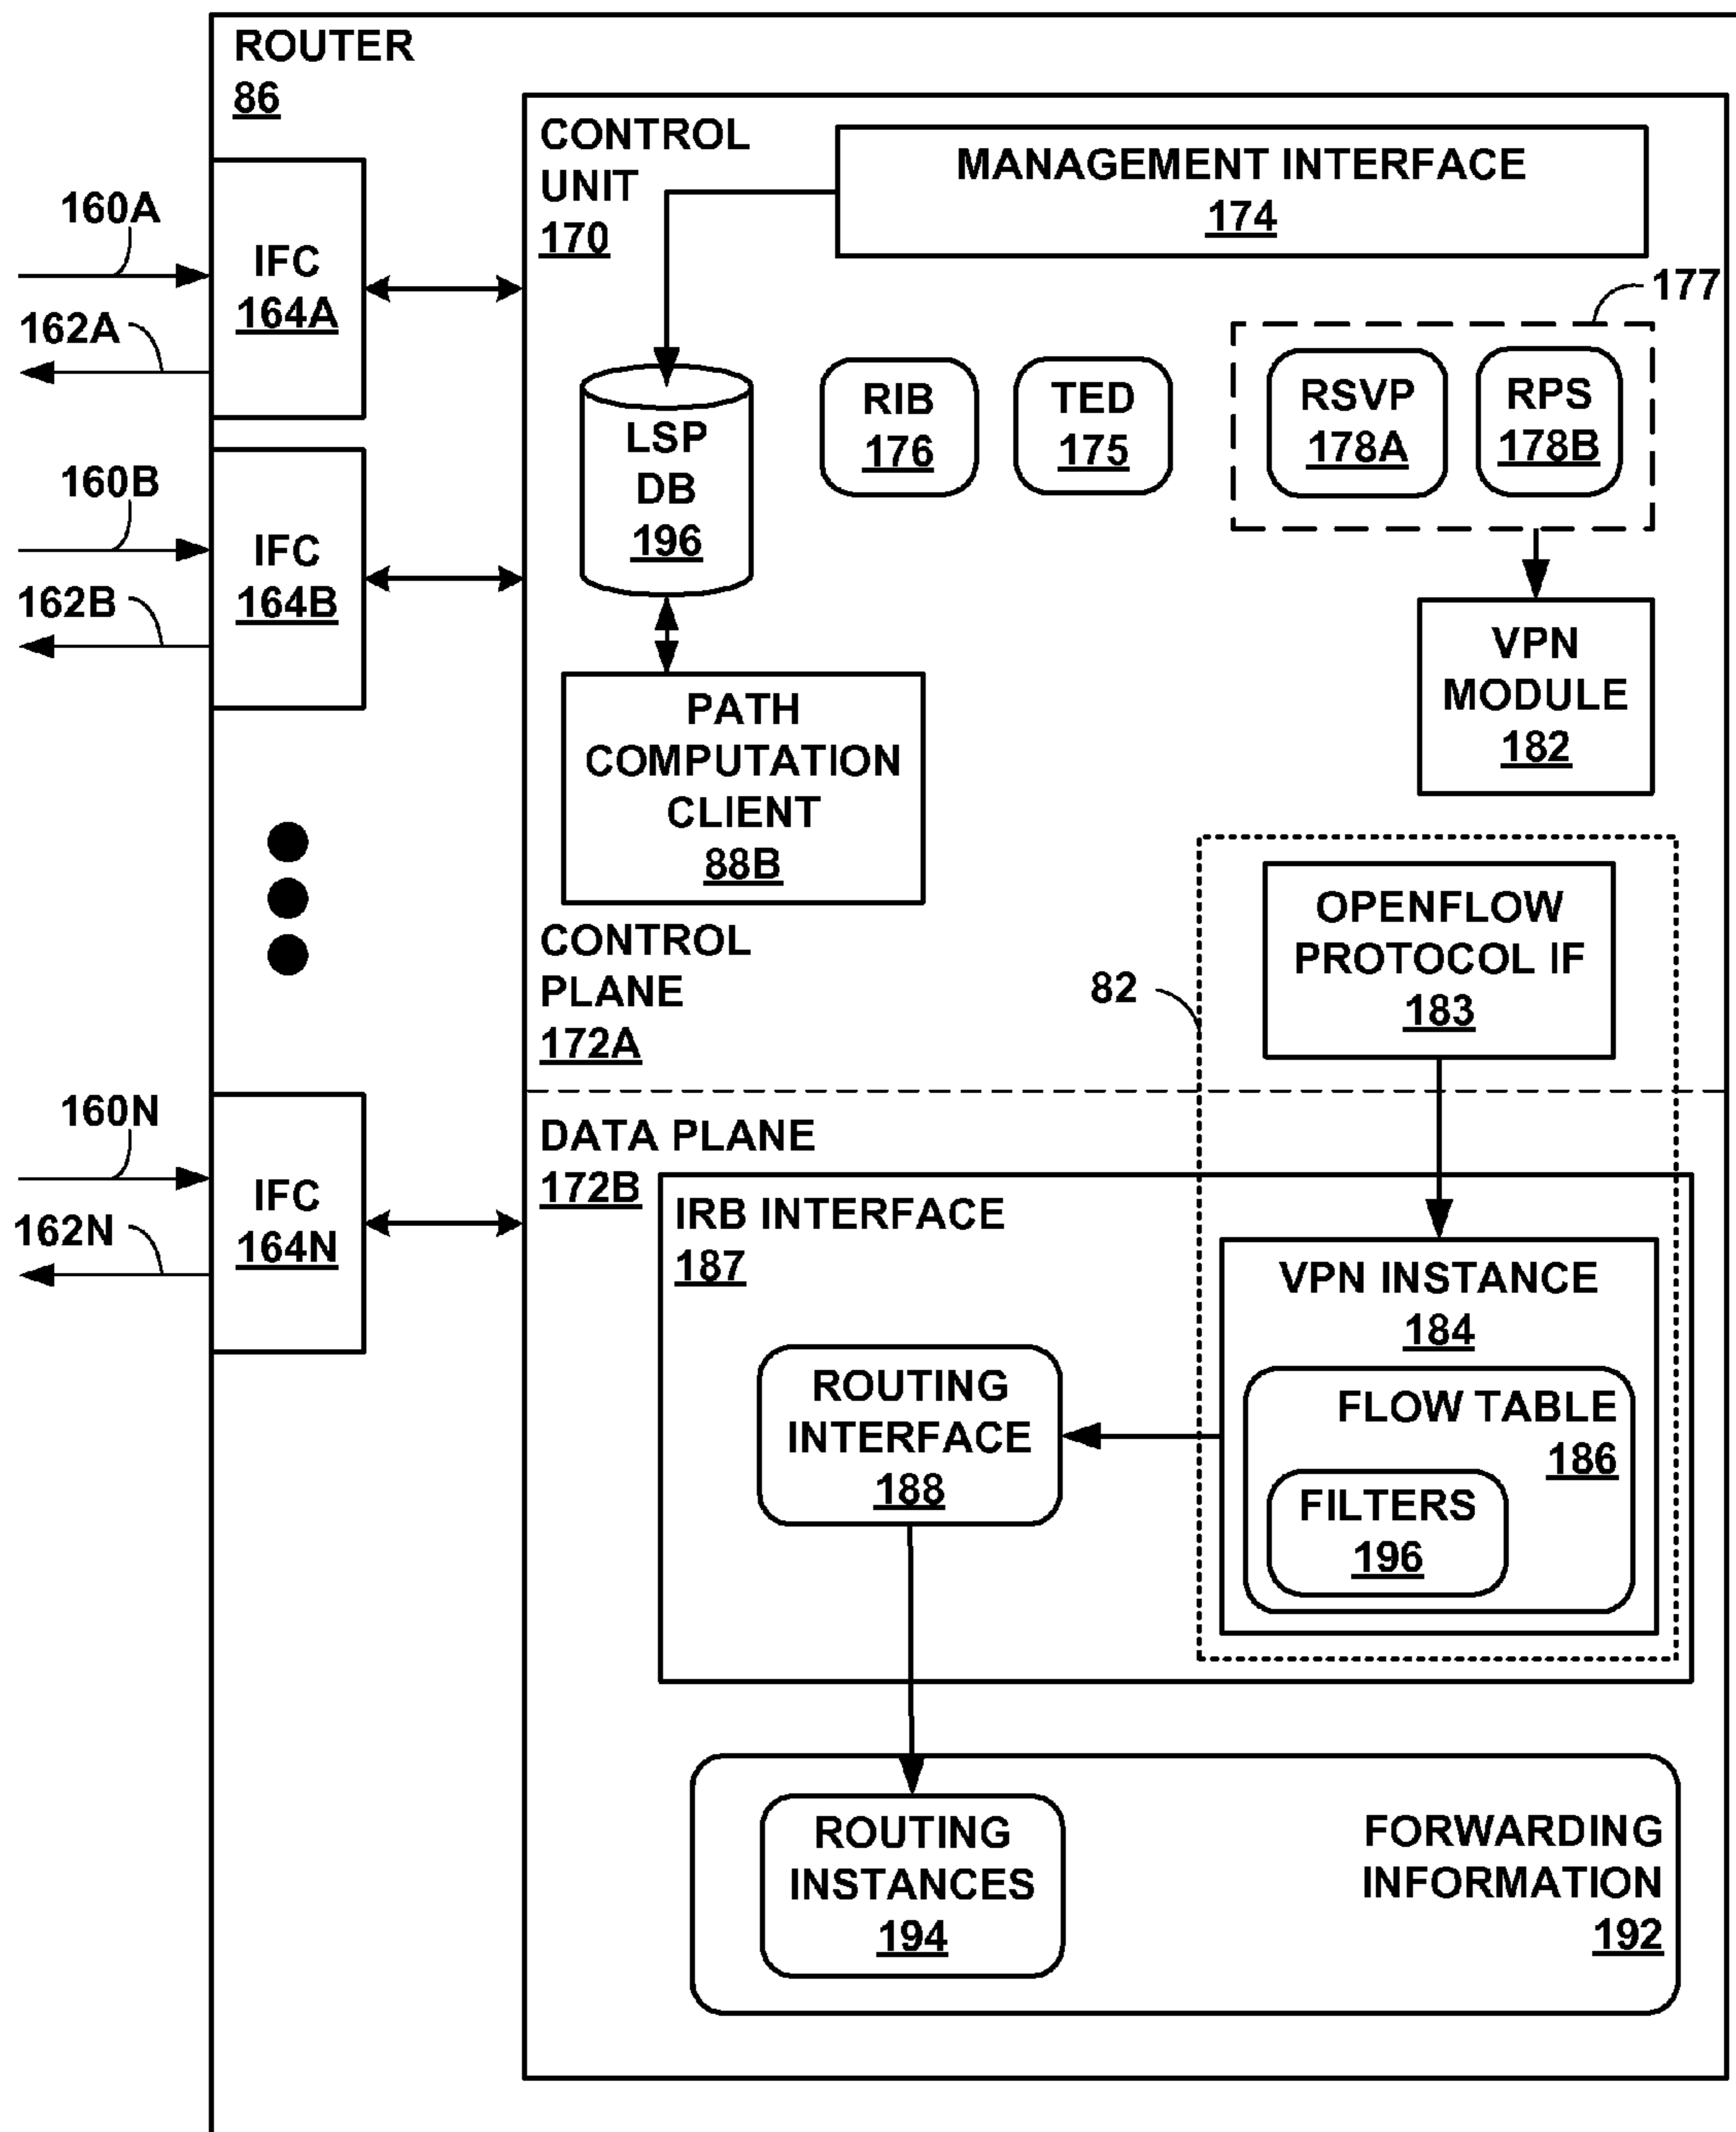 ROUTER
86
CONTROL
UNIT
170
MANAGEMENT INTERFACE
174
160A
162A
IFC
164A
177
RIB
176
TED
175
RSVP
178A
RPS
178B
LSP
DB
196
160B
162B
IFC
164B
VPN
MODULE
182
PATH
COMPUTATION
CLIENT
88B
CONTROL
PLANE
172A
82
OPENFLOW
PROTOCOL IF
183
160N
162N
IFC
164N
DATA PLANE
172B
IRB INTERFACE
187
VPN INSTANCE
184
FLOW TABLE
186
FILTERS
196
ROUTING
INTERFACE
188
ROUTING
INSTANCES
194
FORWARDING
INFORMATION
192